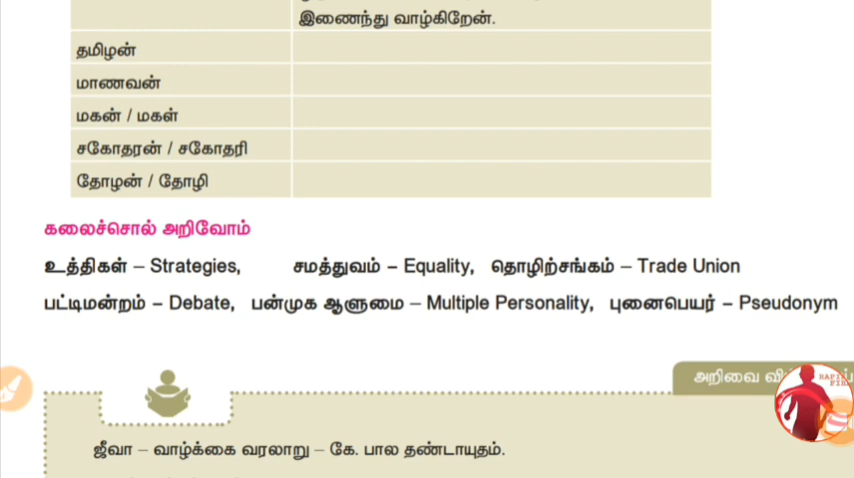 இணைந்து வாழ்கிறேன்.
தமிழன்
மாணவன்
மகன் / மகள்
சகோதரன் / சகோதரி
தோழன் / தோழி
கலைச்சொல் அறிவோம்
உத்திகள் – Strategies, சமத்துவம் – Equality, தொழிற்சங்கம் – Trade Union
பட்டிமன்றம் – Debate, பன்முக ஆளுமை – Multiple Personality, புனைபெயர் – Pseudonym
அறிவை
ஜீவா – வாழ்க்கை வரலாறு – கே. பால தண்டாயுதம்.